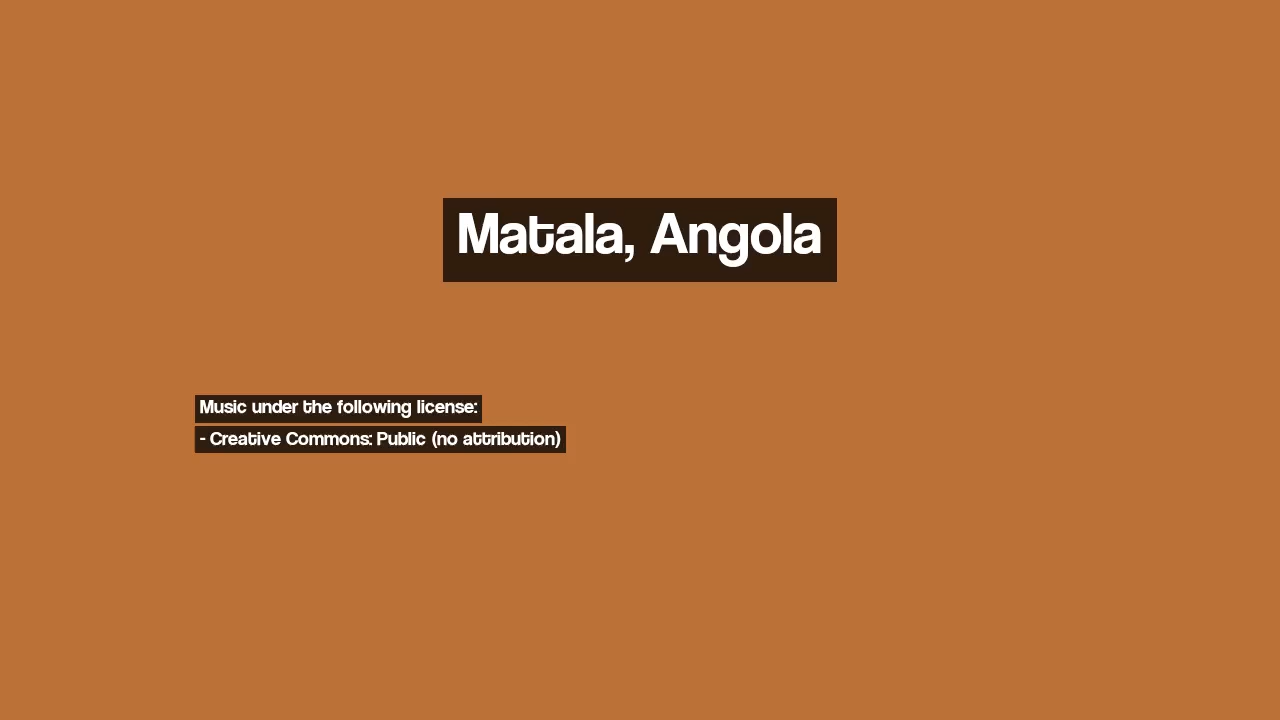 Matala, Angola
Music under the following license:
- Creative Commons: Public (no attribution)